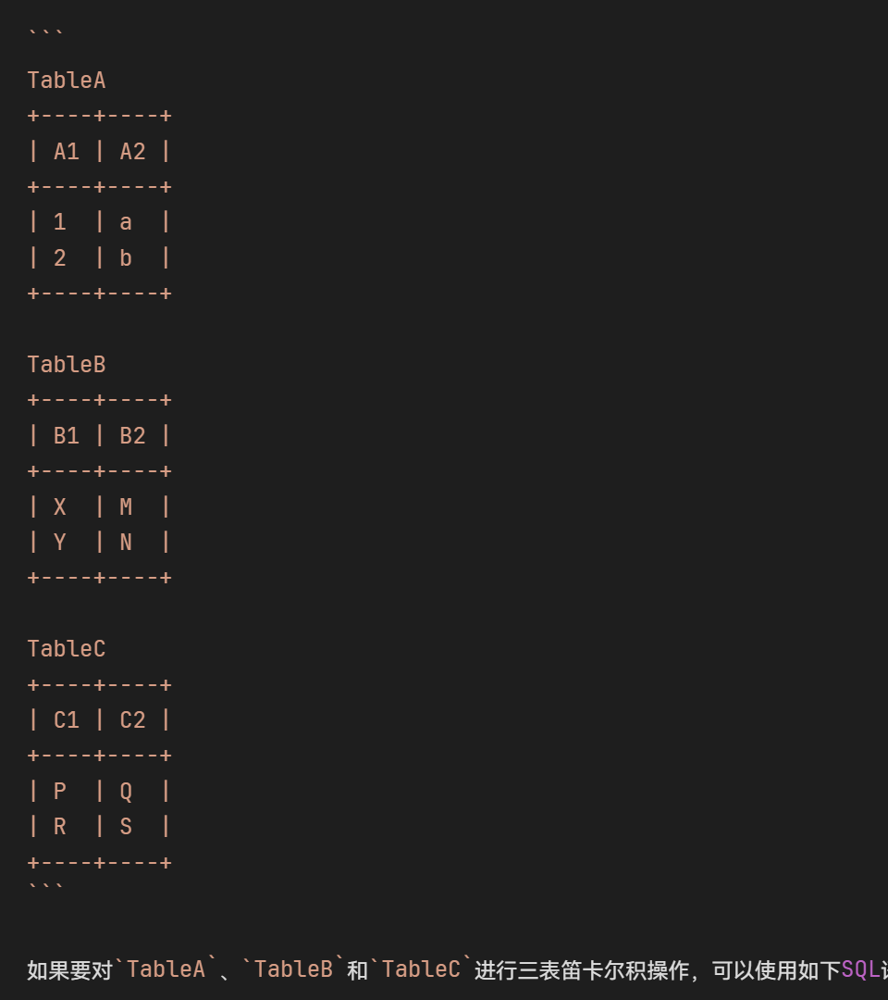 ```
TableA
+----+----+
| A1 | A2 |
+----+----+
| 1  | a  |
| 2  | b  |
+----+----+
TableB
+----+----+
| B1 | B2 |
+----+----+
| X  | M  |
| Y  | N  |
+----+----+
TableC
+----+----+
| C1 | C2 |
+----+----+
| P  | Q  |
| R  | S  |
+----+----+
```
如果要对`TableA`、`TableB`和`TableC`进行三表笛卡尔积操作，可以使用如下SQL